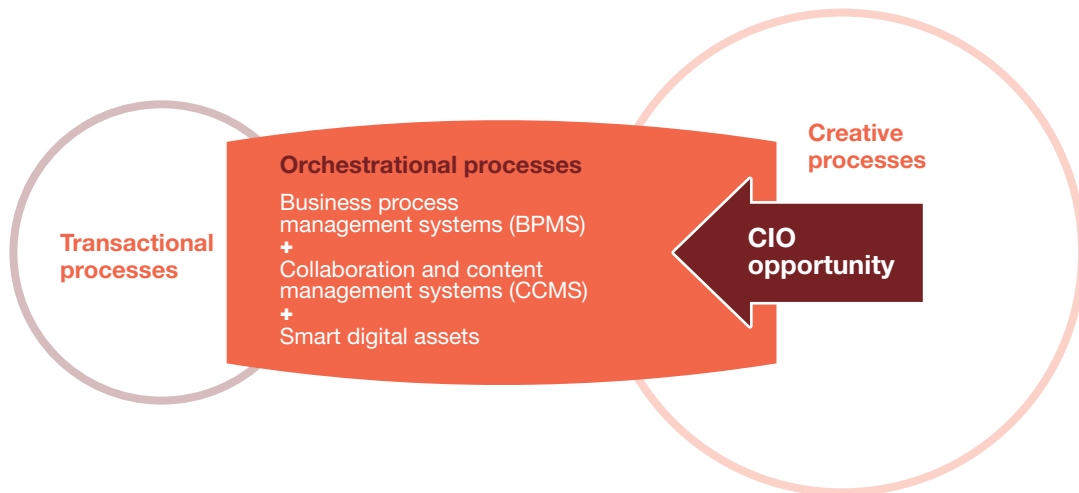 Transactional
processes
Orchestrational processes
Business process
management systems (BPMS)
+
Collaboration and content
management systems (CCMS)
+
Smart digital assets
Creative
processes
CIO
opportunity